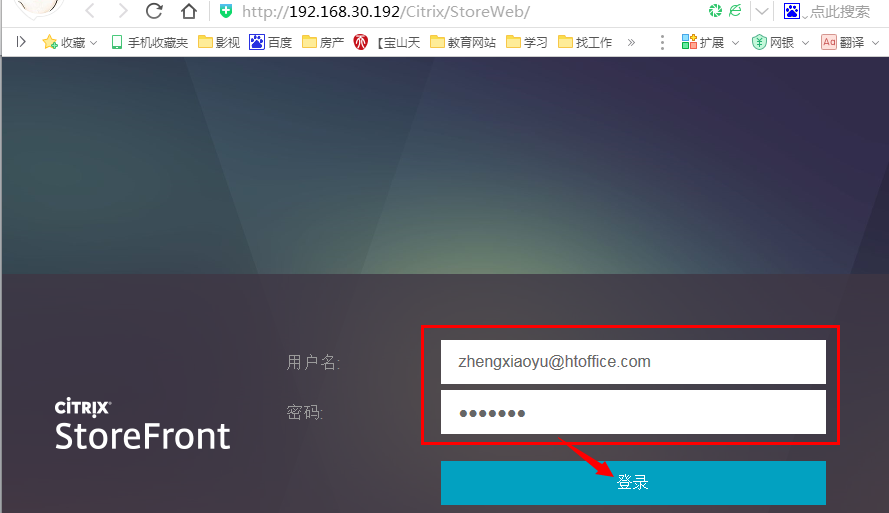 http://192.168.30.192/Citrix/StoreWeb/
点此搜索
收藏 手机收藏夹 影视 百度 房产 【宝山天 教育网站 学习 找工作 » 扩展 网银 Aa 翻译
用户名:
zhengxiaoyu@htoffice.com
密码:
•••••••
CITRIX
StoreFront
登录